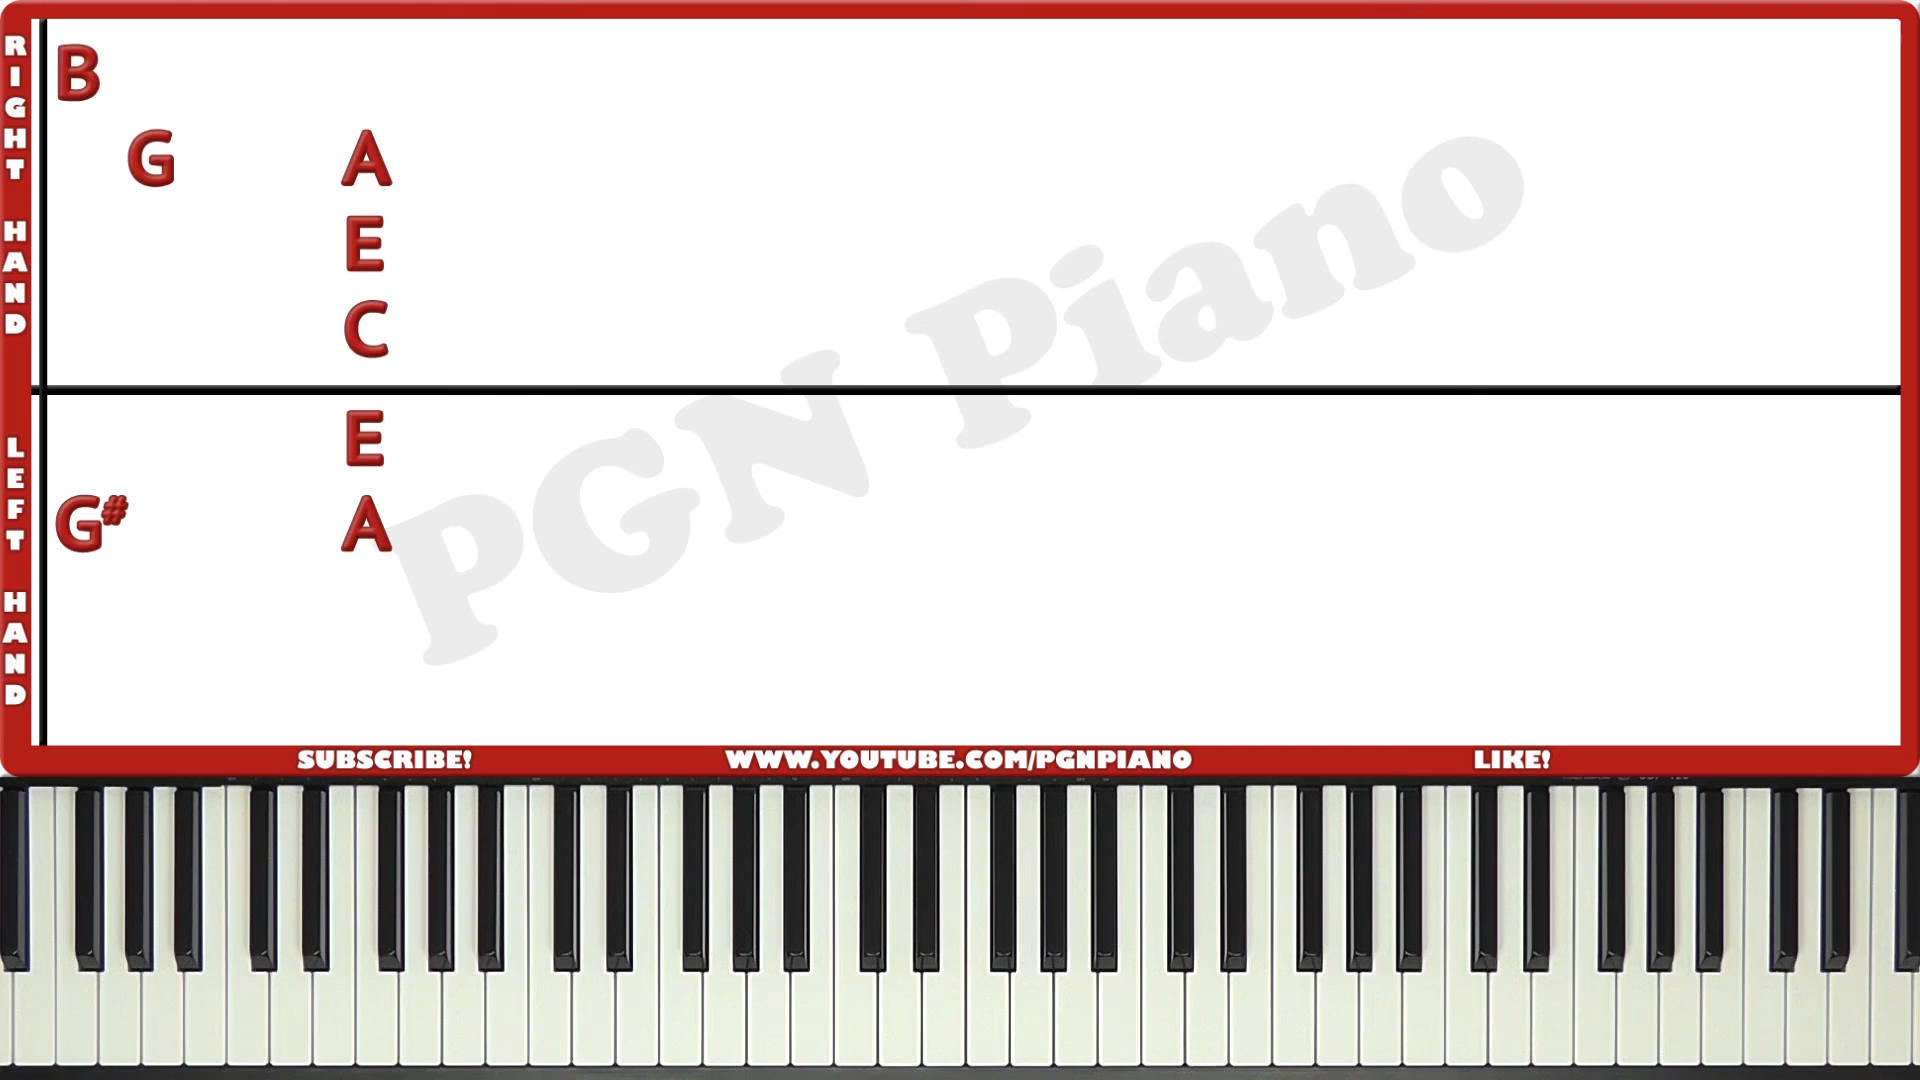 RIGHT HAND
LEFT HAND
B
G A
E
C
E
G# A
PGN Piano
SUBSCRIBE! WWW.YOUTUBE.COM/PGNPIANO LIKE!